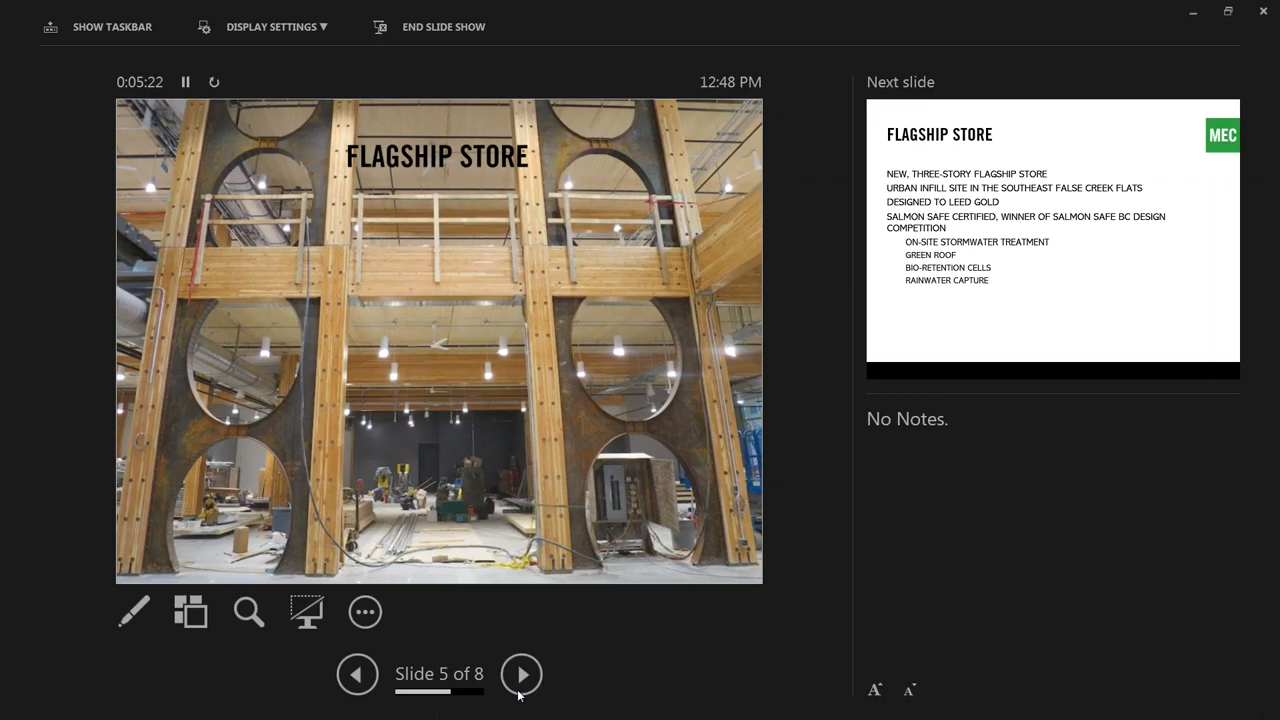 SHOW TASKBAR
DISPLAY SETTINGS ▼
END SLIDE SHOW
0:05:22
12:48 PM
FLAGSHIP STORE
Slide 5 of 8
Next slide
FLAGSHIP STORE
MEC
NEW, THREE-STORY FLAGSHIP STORE
URBAN INFILL SITE IN THE SOUTHEAST FALSE CREEK FLATS
DESIGNED TO LEED GOLD
SALMON SAFE CERTIFIED, WINNER OF SALMON SAFE BC DESIGN
COMPETITION
ON-SITE STORMWATER TREATMENT
GREEN ROOF
BIO-RETENTION CELLS
RAINWATER CAPTURE
No Notes.
A A